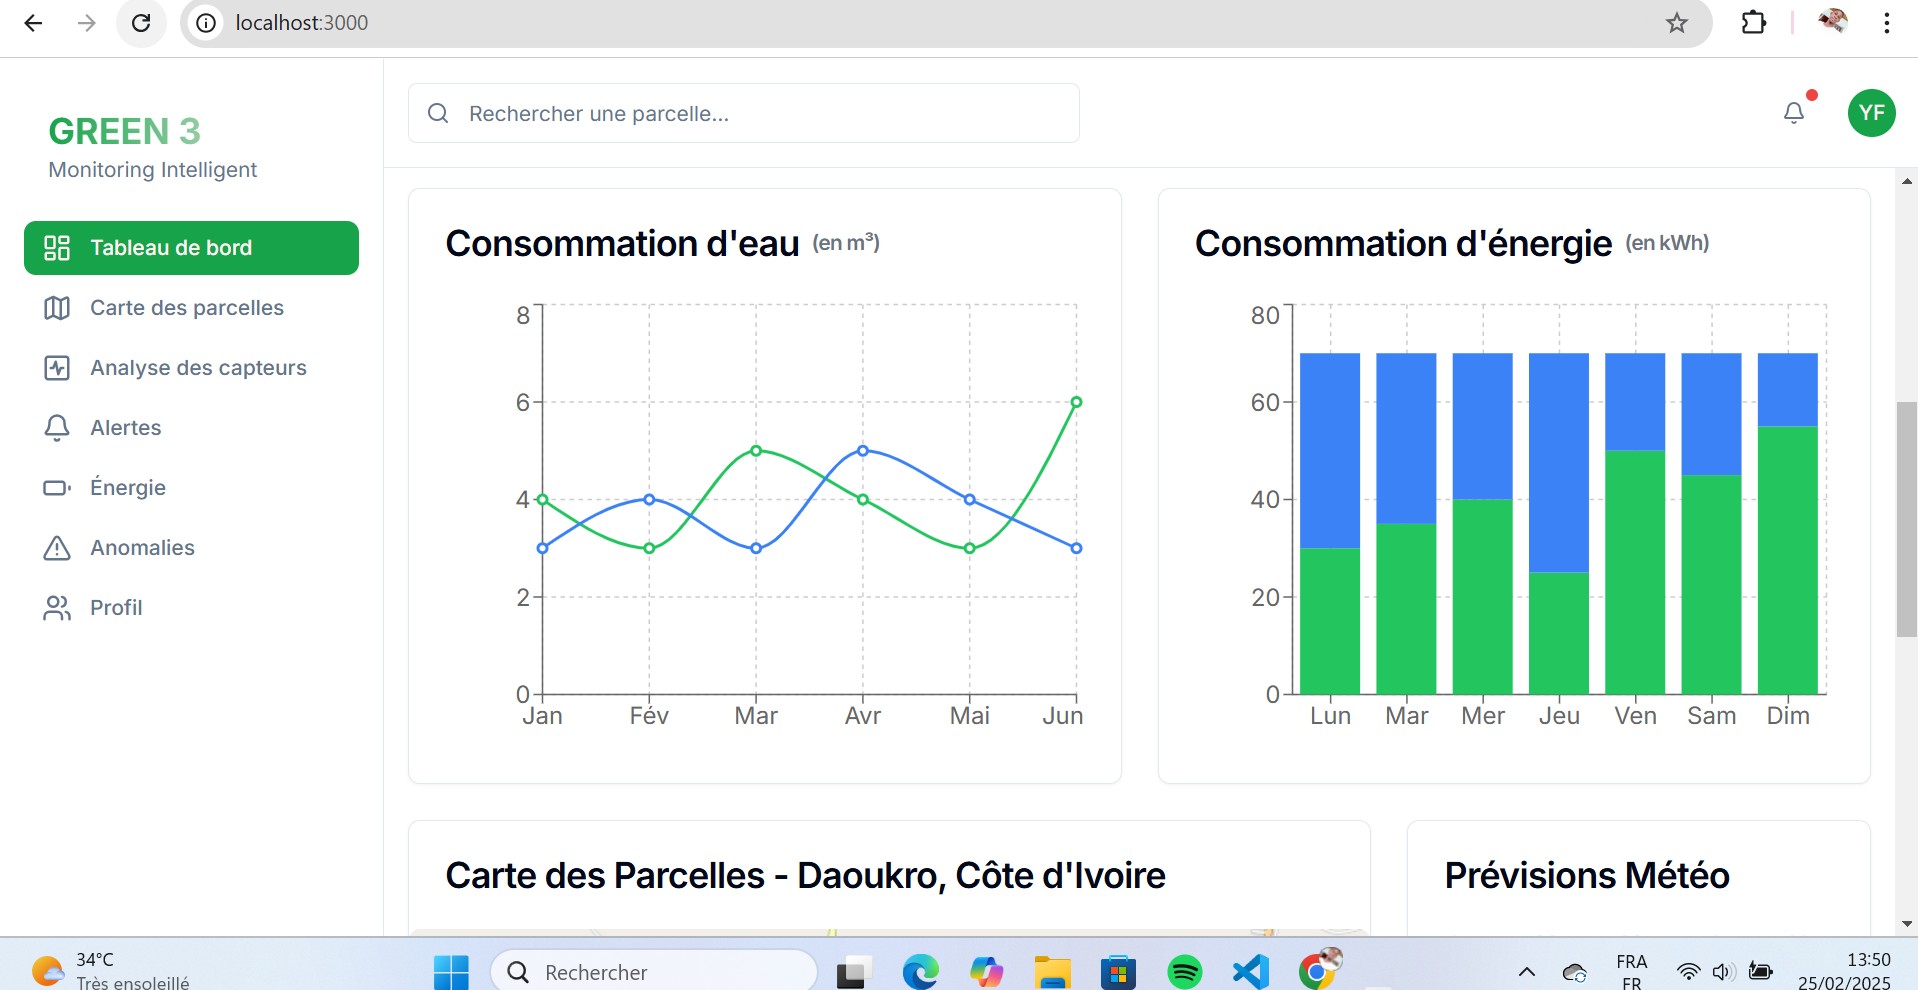 localhost:3000
GREEN 3
Monitoring Intelligent
Rechercher une parcelle...
YF
Tableau de bord
Carte des parcelles
Analyse des capteurs
Alertes
Énergie
Anomalies
Profil
Consommation d'eau (en m³)
8
6
4
2
0
Jan Fév Mar Avr Mai Jun
Consommation d'énergie (en kWh)
80
60
40
20
0
Lun Mar Mer Jeu Ven Sam Dim
Carte des Parcelles - Daoukro, Côte d'Ivoire
Prévisions Météo
34°C
Très ensoleillé
Rechercher
FRA
FR
13:50
25/02/2025